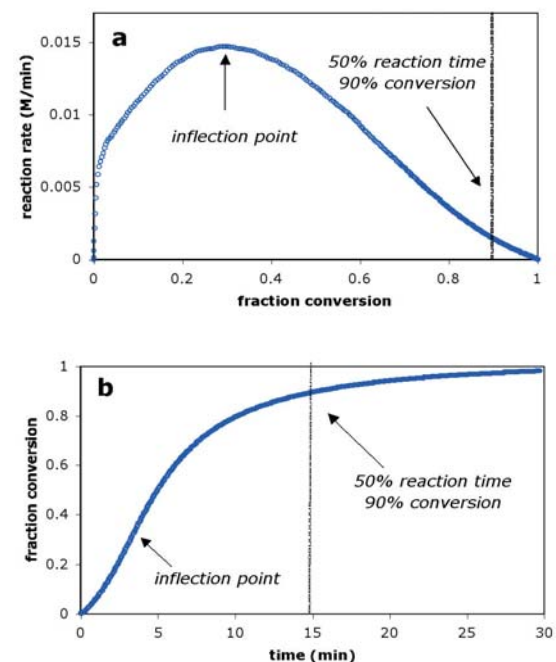 a
0.015
0.01
0.005
0
reaction rate (M/min)
50% reaction time
90% conversion
inflection point
0
0.2
0.4
0.6
0.8
1
fraction conversion
b
1
0.8
0.6
0.4
0.2
0
fraction conversion
50% reaction time
90% conversion
inflection point
0
5
10
15
20
25
30
time (min)